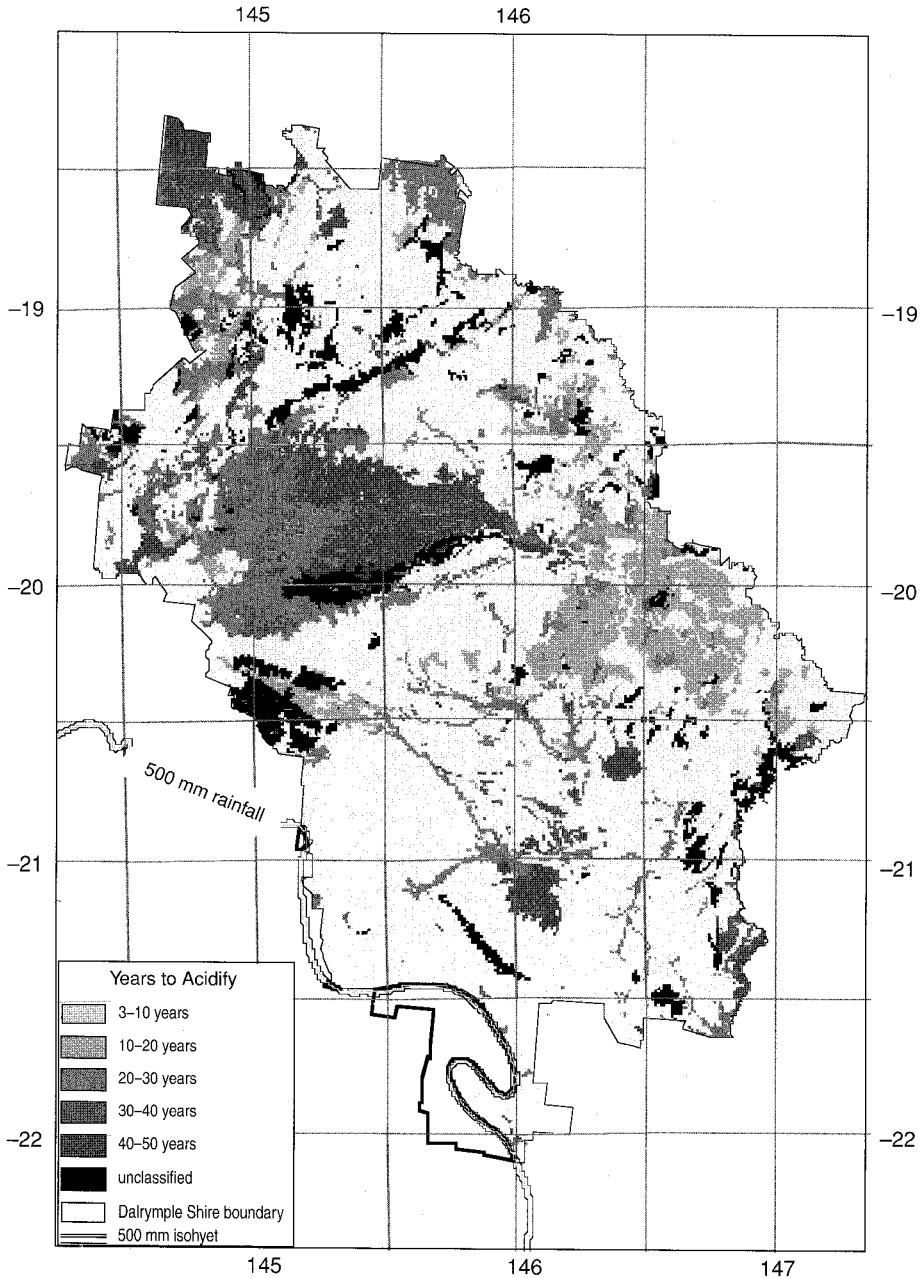 145 146
–19 –19
–20 –20
500 mm rainfall
–21 –21
Years to Acidify
3–10 years
10–20 years
20–30 years
30–40 years
40–50 years
unclassified
Dalrymple Shire boundary
500 mm isohyet
–22 –22
145 146 147